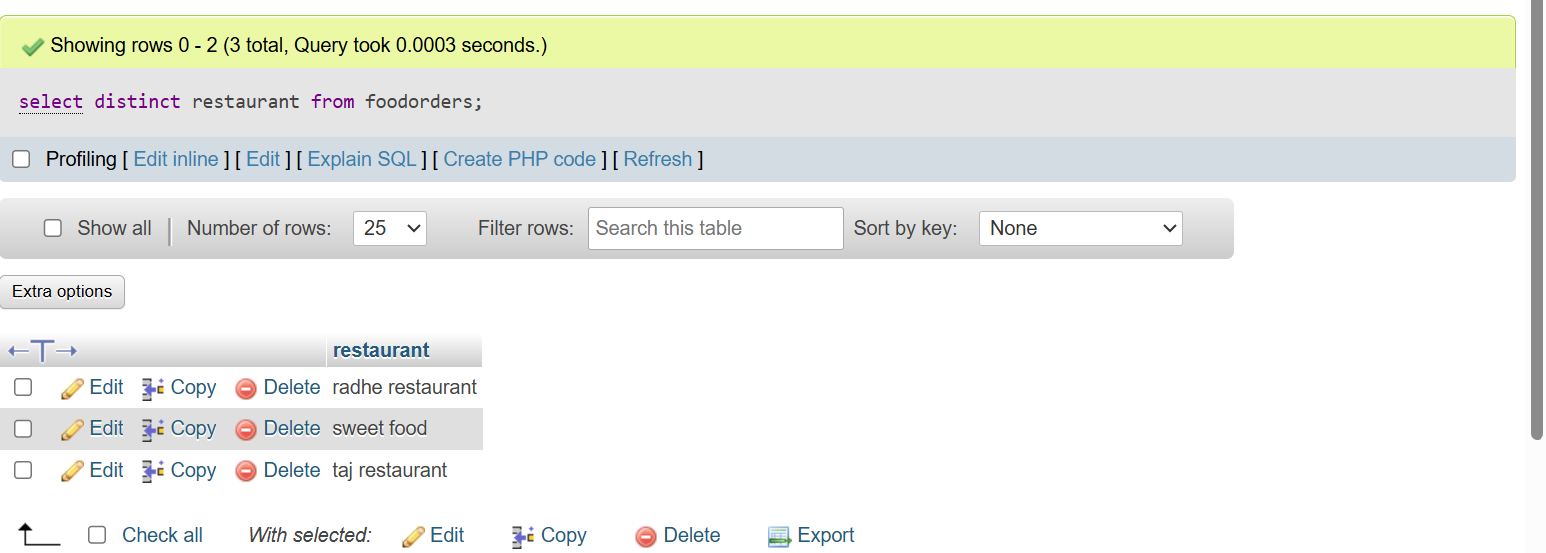 Showing rows 0 - 2 (3 total, Query took 0.0003 seconds.)
select distinct restaurant from foodorders;
Profiling [ Edit inline ] [ Edit ] [ Explain SQL ] [ Create PHP code ] [ Refresh ]
Show all | Number of rows: 25 Filter rows: Search this table Sort by key: None
Extra options
←T→ restaurant
Edit Copy Delete radhe restaurant
Edit Copy Delete sweet food
Edit Copy Delete taj restaurant
Check all With selected: Edit Copy Delete Export